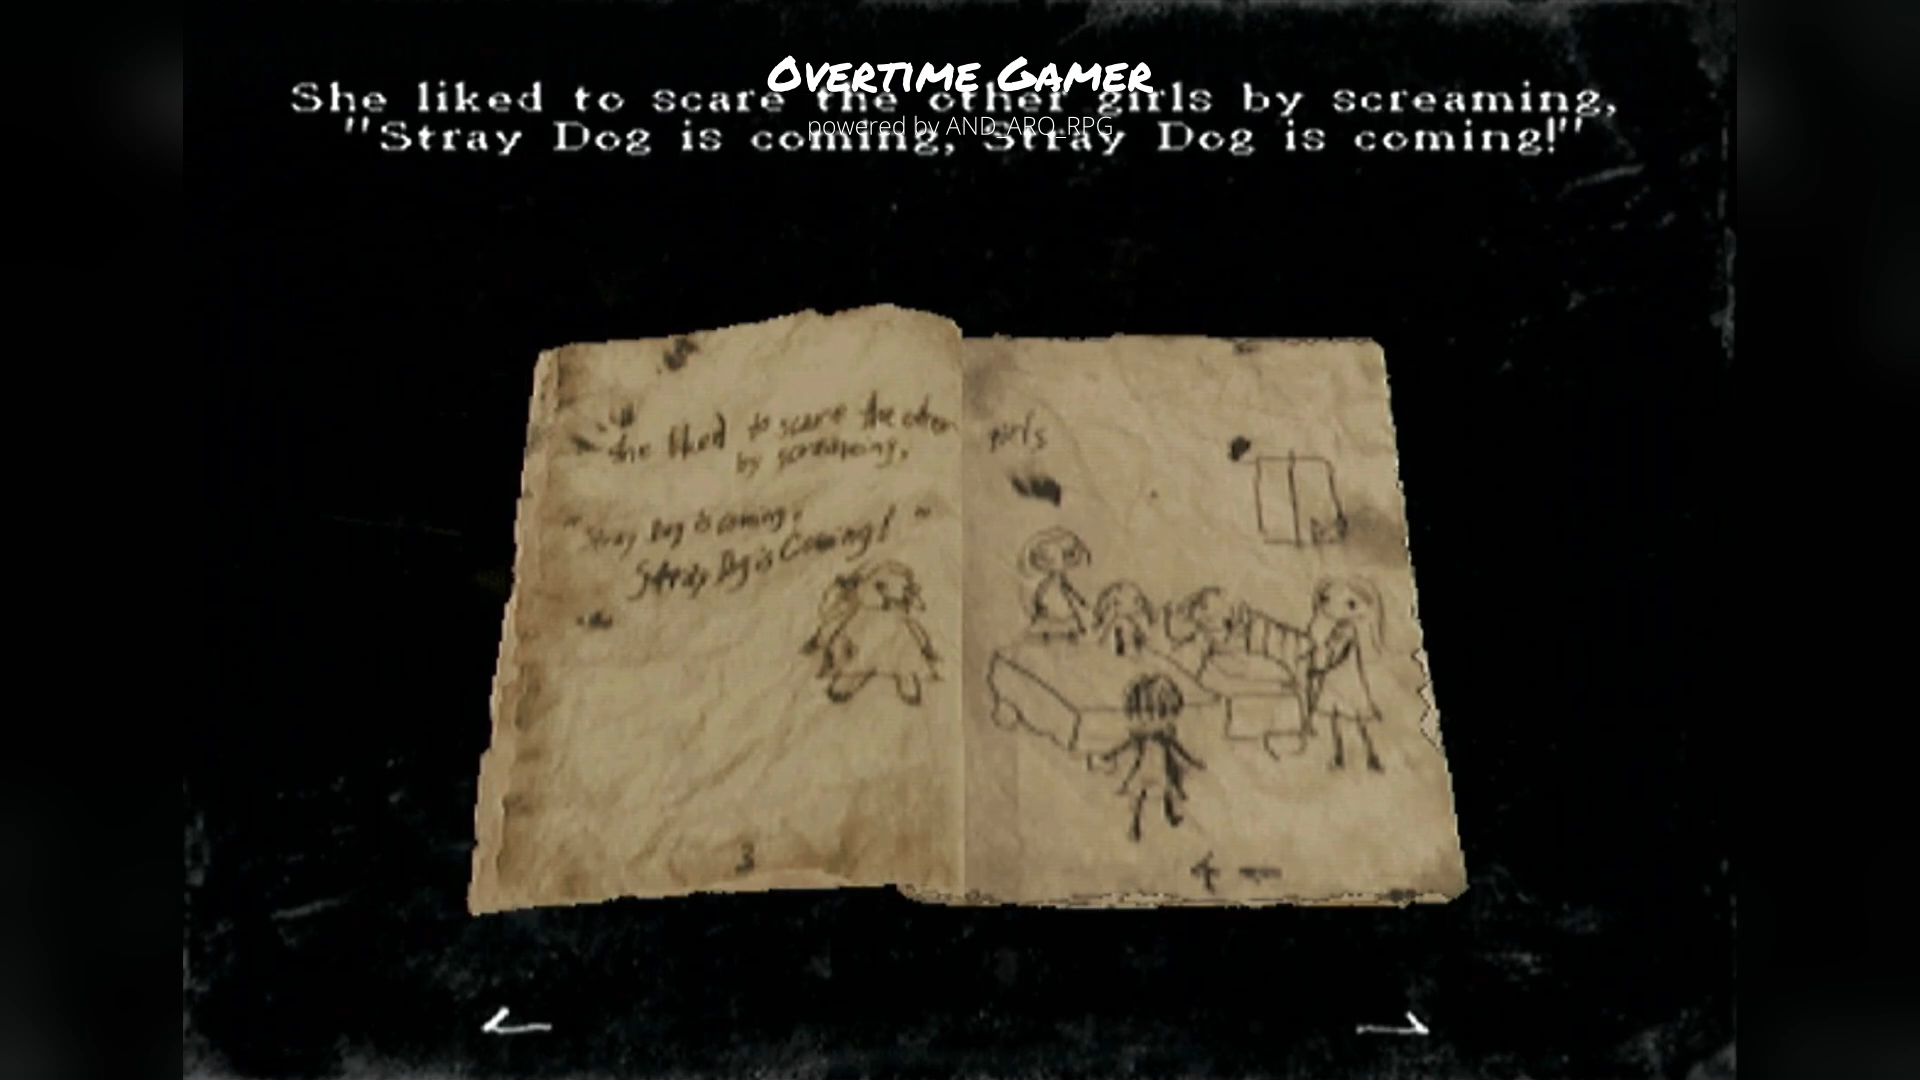 OVERTIME GAMER
She liked to scare the other girls by screaming,
powered by AND_ARO_RPG
"Stray Dog is coming, Stray Dog is coming!"
She liked to scare the other girls
by screaming,
"Stray Dog is coming,
Stray Dog is Coming!"
3
4